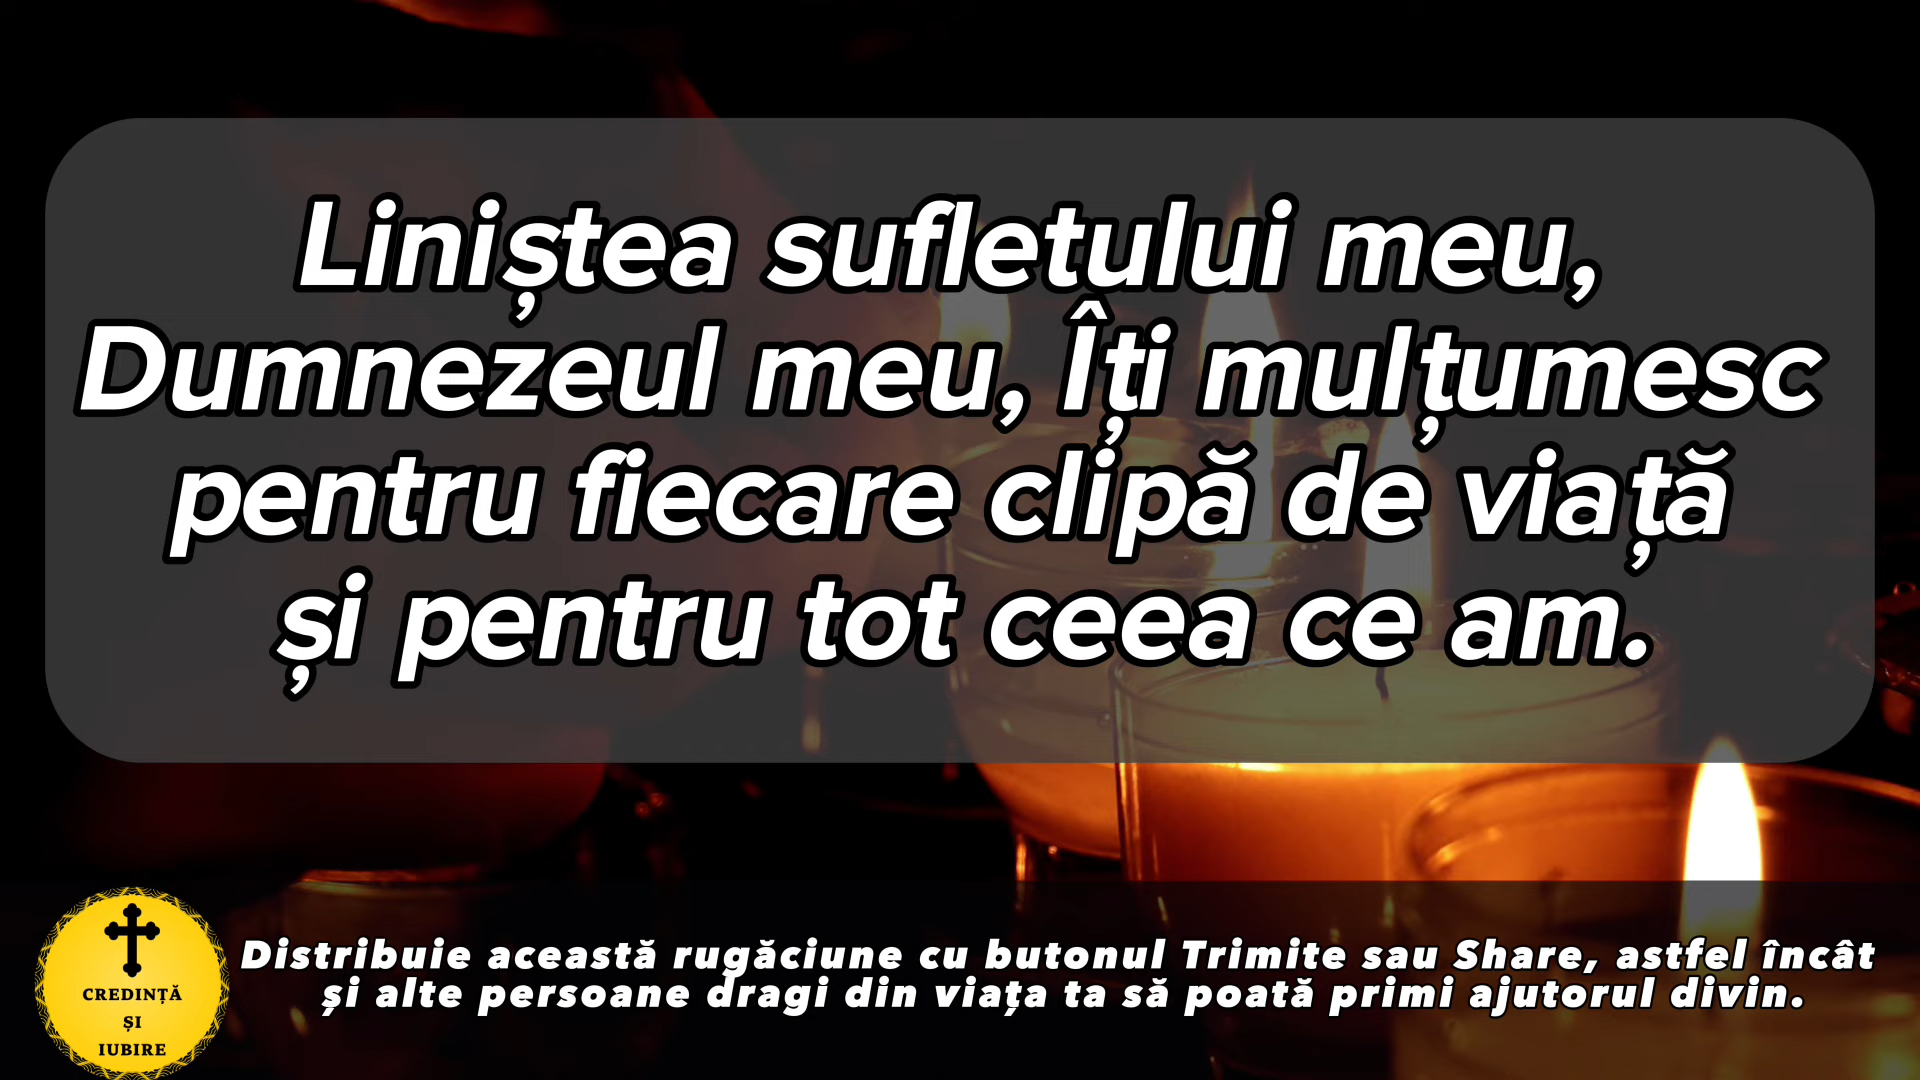 Liniștea sufletului meu,
Dumnezeul meu, Îți mulțumesc
pentru fiecare clipă de viață
și pentru tot ceea ce am.
Distribuie această rugăciune cu butonul Trimite sau Share, astfel încât
și alte persoane dragi din viața ta să poată primi ajutorul divin.
CREDINȚĂ
ȘI
IUBIRE